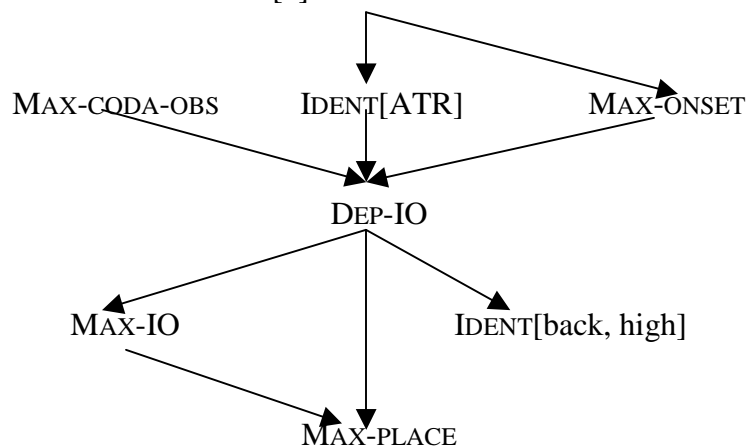 MAX-CODA-OBS IDENT[ATR] MAX-ONSET
DEP-IO
MAX-IO IDENT[back, high]
MAX-PLACE